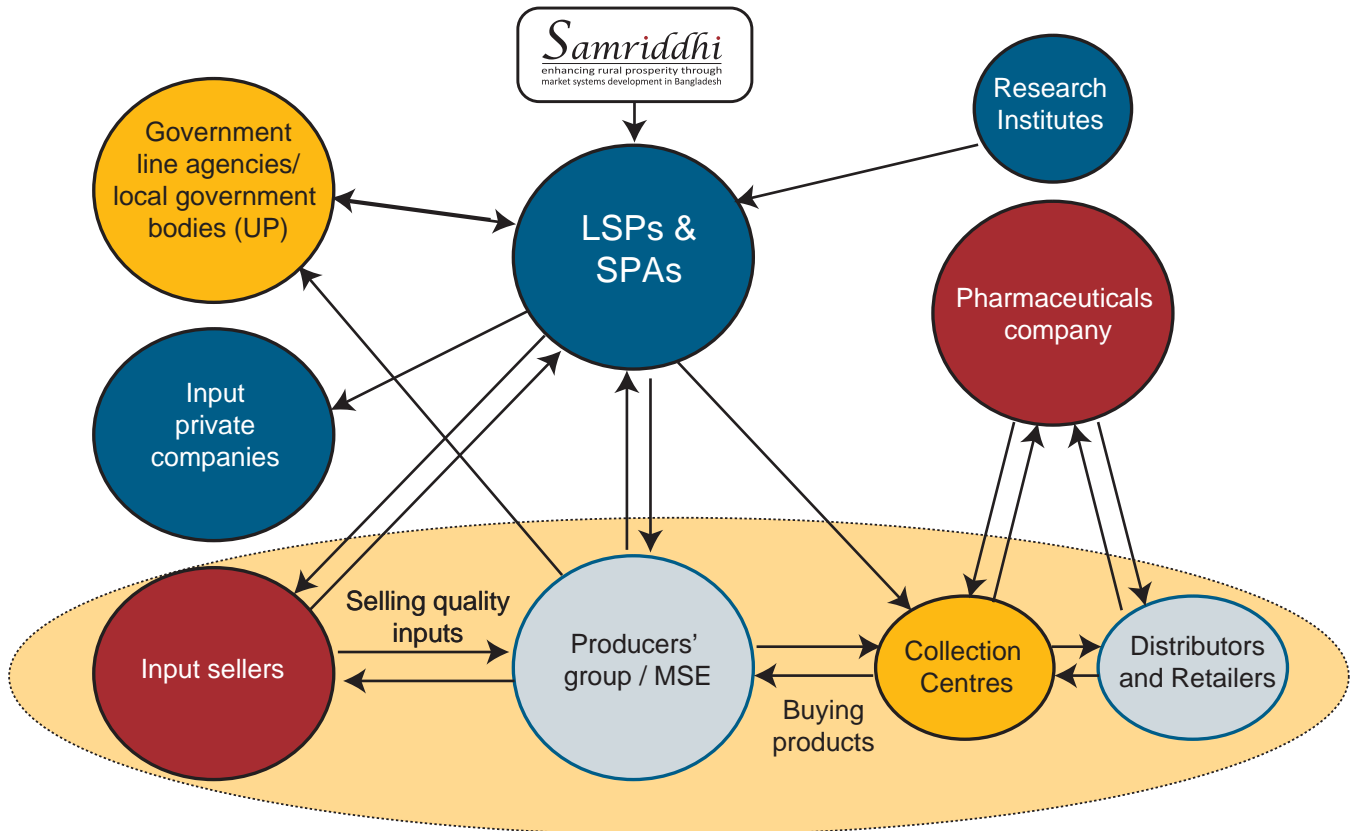 Samriddhi
enhancing rural prosperity through
market systems development in Bangladesh
Research
Institutes
Government
line agencies/
local government
bodies (UP)
LSPs &
SPAs
Pharmaceuticals
company
Input
private
companies
Selling quality
inputs
Input sellers
Producers'
group / MSE
Collection
Centres
Distributors
and Retailers
Buying
products